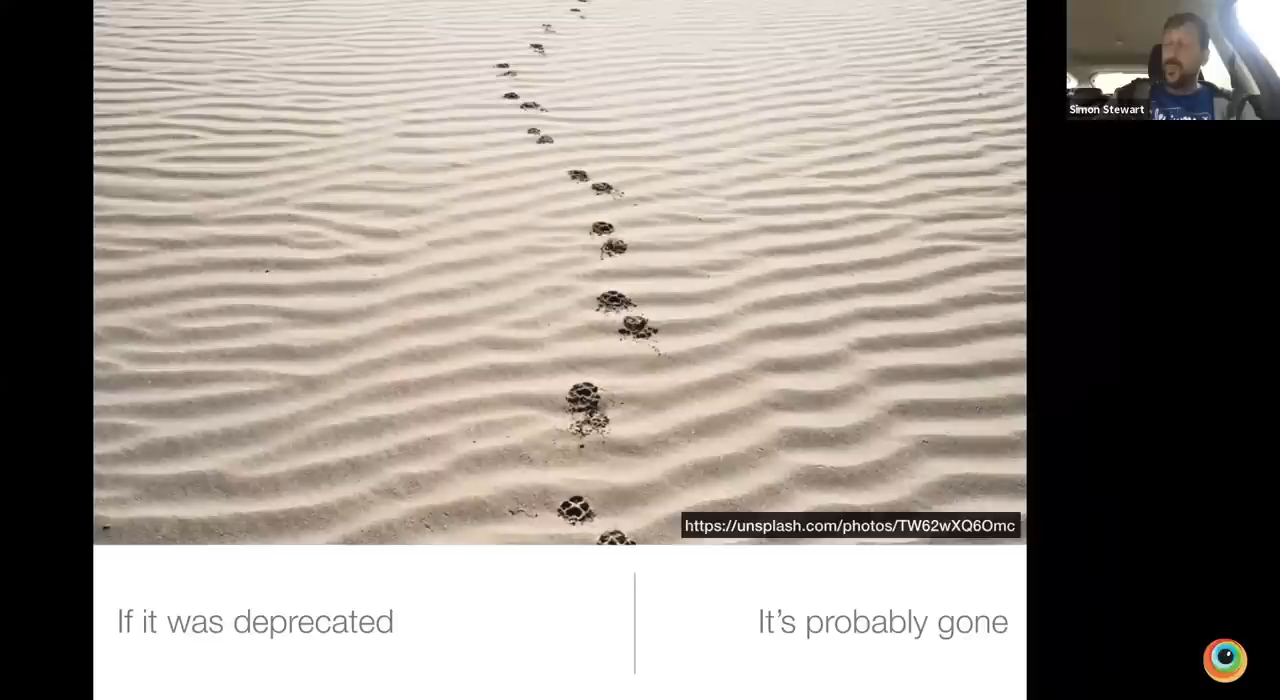 Simon Stewart
https://unsplash.com/photos/TW62wXQ6Omc
If it was deprecated
It's probably gone